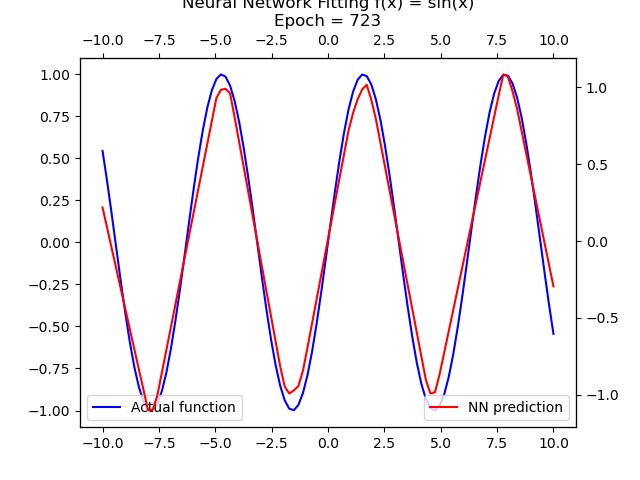 Neural Network Fitting f(x) = sin(x)
Epoch = 723
−10.0 −7.5 −5.0 −2.5 0.0 2.5 5.0 7.5 10.0
1.00
0.75
0.50
0.25
0.00
−0.25
−0.50
−0.75
−1.00
1.0
0.5
0.0
−0.5
−1.0
Actual function
NN prediction
−10.0 −7.5 −5.0 −2.5 0.0 2.5 5.0 7.5 10.0